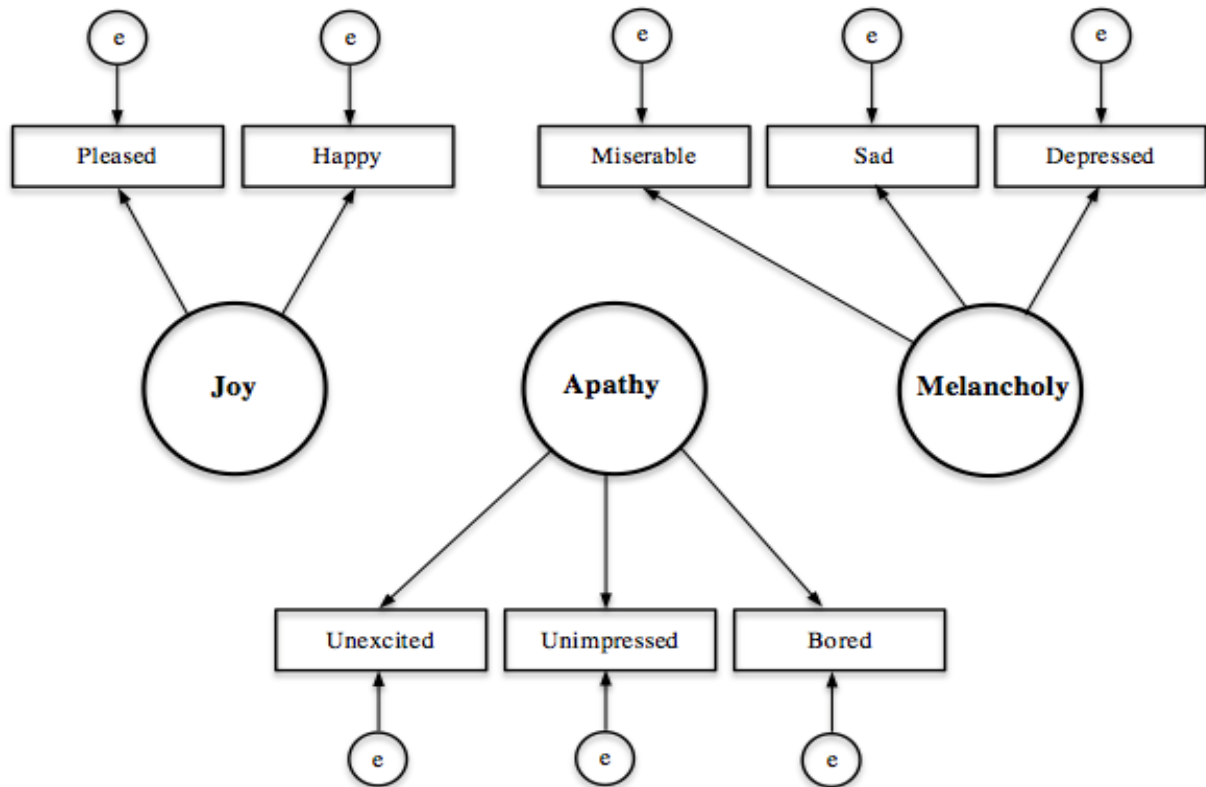 e
e
e
e
e
Pleased
Happy
Miserable
Sad
Depressed
Joy
Apathy
Melancholy
Unexcited
Unimpressed
Bored
e
e
e